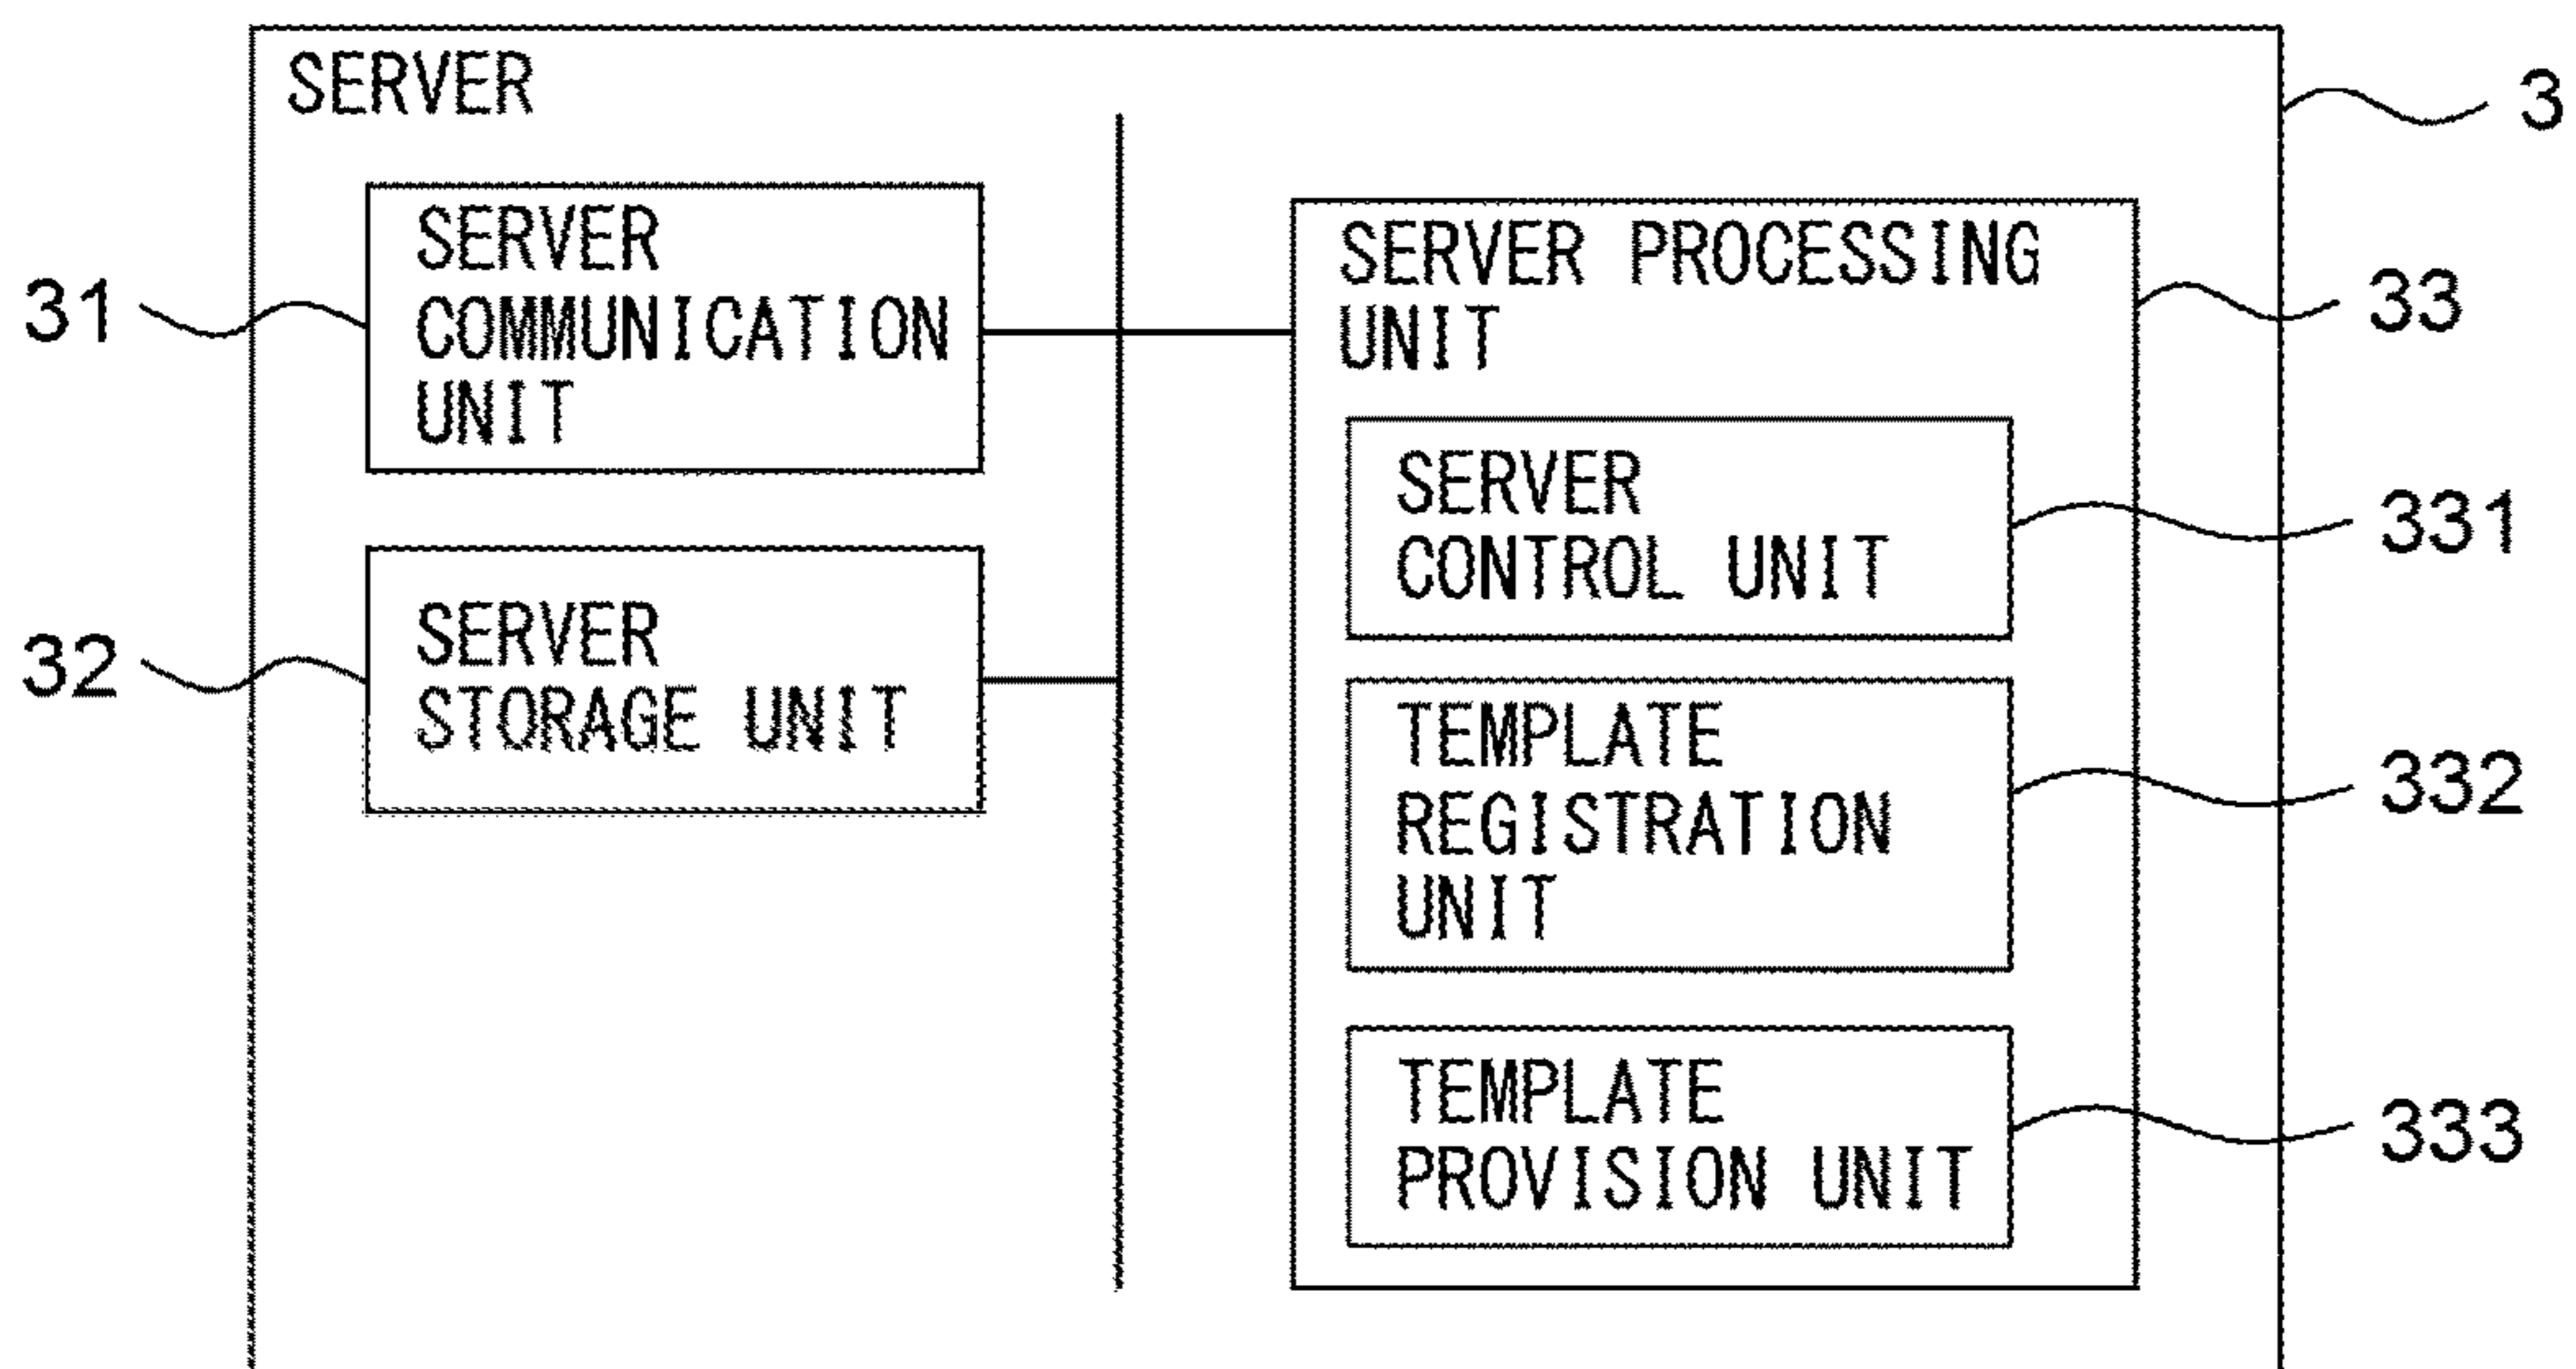 SERVER
3
SERVER
COMMUNICATION
UNIT
31
SERVER
STORAGE UNIT
32
SERVER PROCESSING
UNIT
33
SERVER
CONTROL UNIT
331
TEMPLATE
REGISTRATION
UNIT
332
TEMPLATE
PROVISION UNIT
333